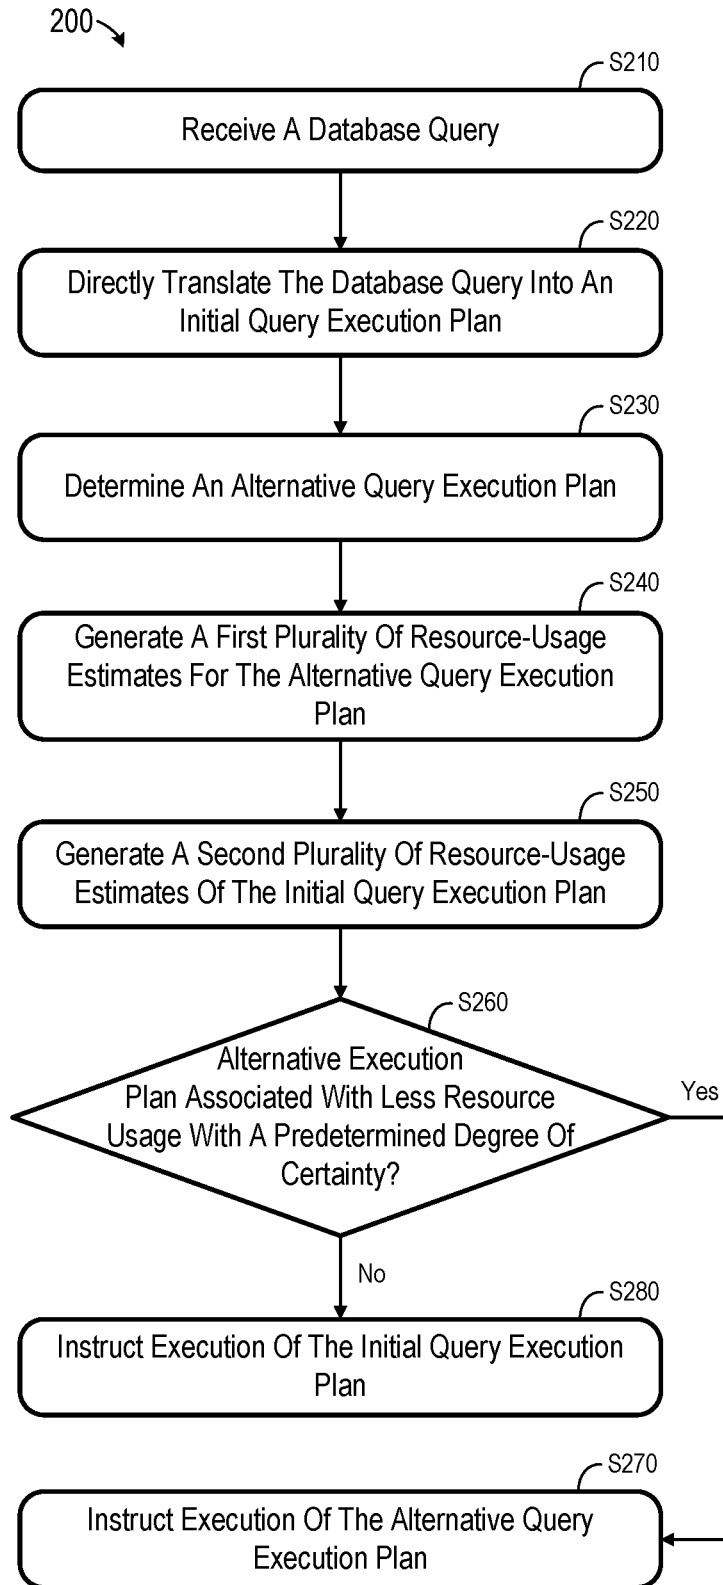 200
S210
Receive A Database Query
S220
Directly Translate The Database Query Into An
Initial Query Execution Plan
S230
Determine An Alternative Query Execution Plan
S240
Generate A First Plurality Of Resource-Usage
Estimates For The Alternative Query Execution
Plan
S250
Generate A Second Plurality Of Resource-Usage
Estimates Of The Initial Query Execution Plan
S260
Alternative Execution
Plan Associated With Less Resource
Usage With A Predetermined Degree Of
Certainty?
Yes
No
S280
Instruct Execution Of The Initial Query Execution
Plan
S270
Instruct Execution Of The Alternative Query
Execution Plan